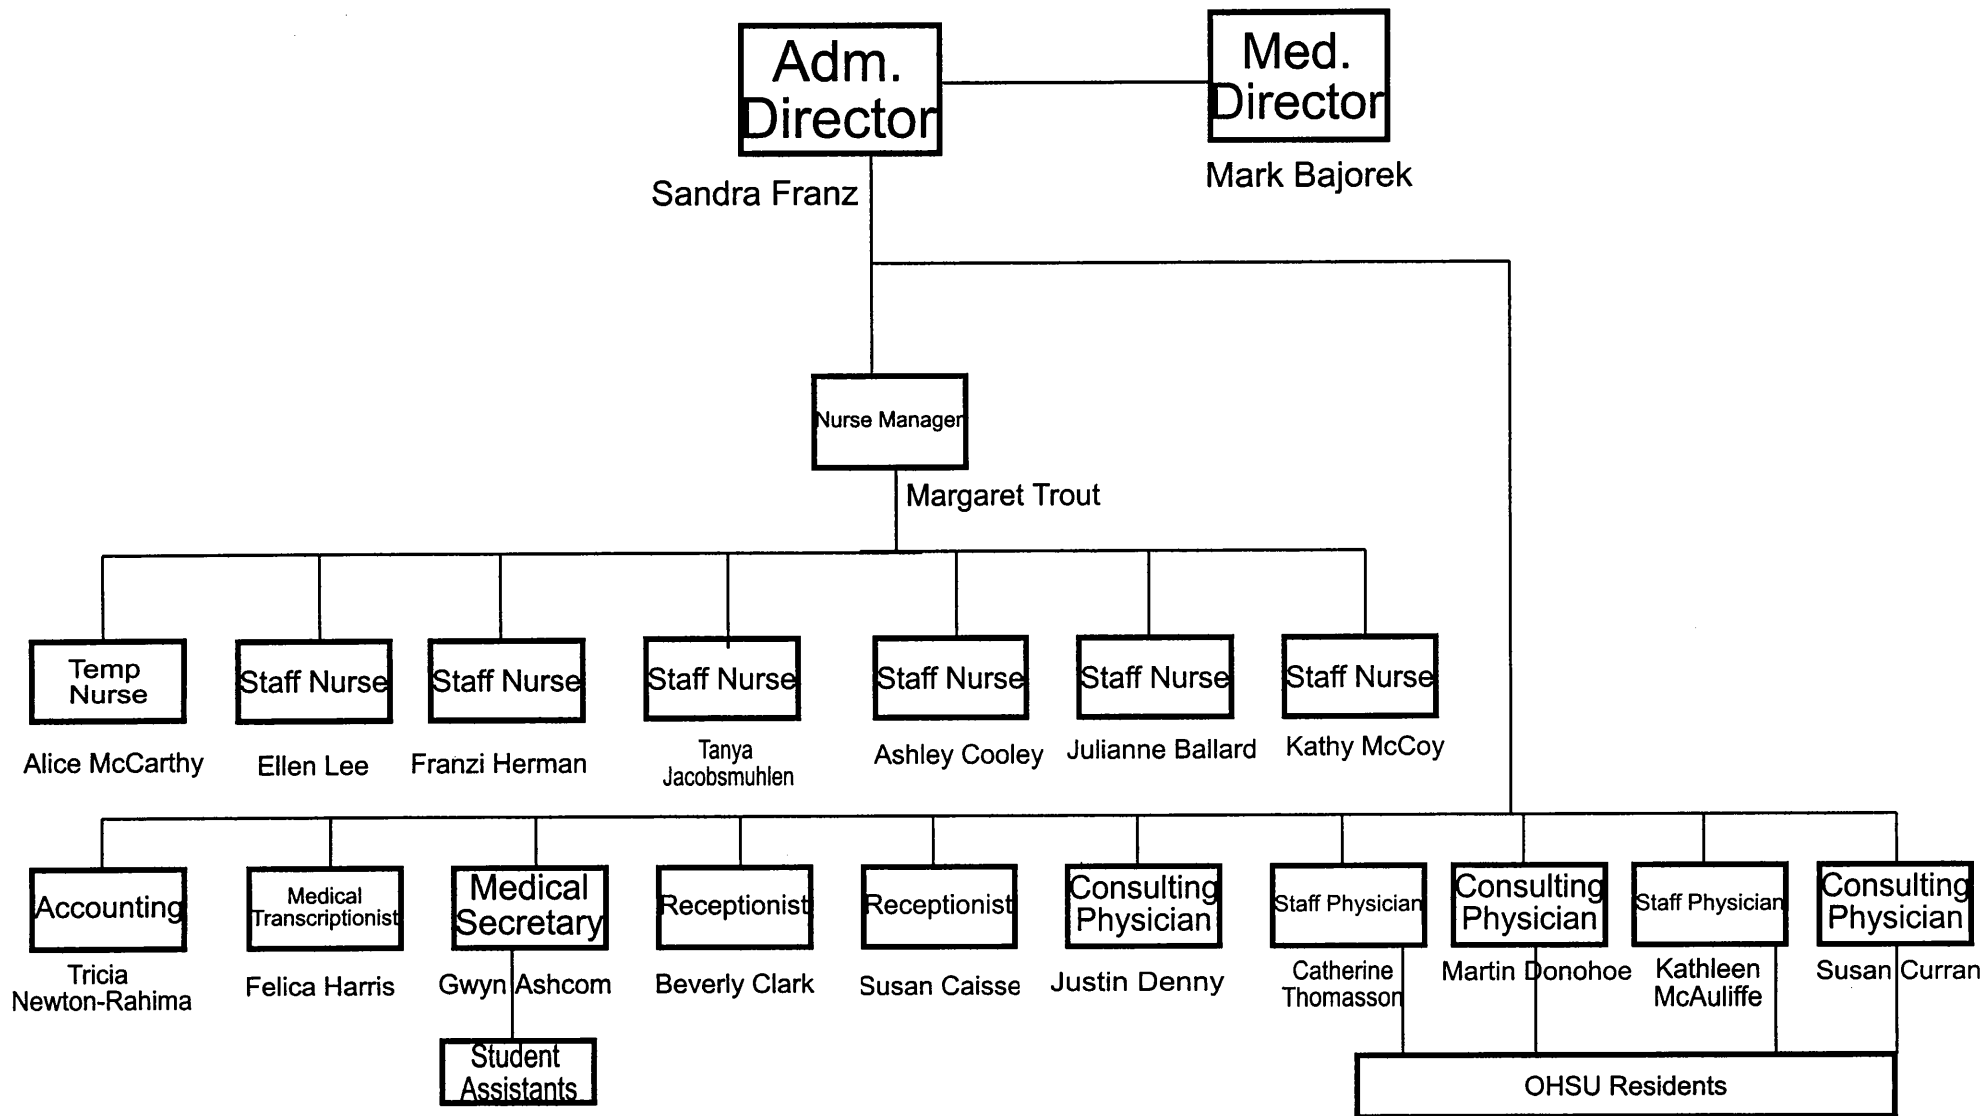 Adm.
Director
Med.
Director
Sandra Franz
Mark Bajorek
Nurse Manager
Margaret Trout
Temp
Nurse
Staff Nurse
Staff Nurse
Staff Nurse
Staff Nurse
Staff Nurse
Staff Nurse
Alice McCarthy
Ellen Lee
Franzi Herman
Tanya
Jacobsmuhlen
Ashley Cooley
Julianne Ballard
Kathy McCoy
Accounting
Medical
Transcriptionist
Medical
Secretary
Receptionist
Receptionist
Consulting
Physician
Staff Physician
Consulting
Physician
Staff Physician
Consulting
Physician
Tricia
Newton-Rahima
Felica Harris
Gwyn Ashcom
Beverly Clark
Susan Caisse
Justin Denny
Catherine
Thomasson
Martin Donohoe
Kathleen
McAuliffe
Susan Curran
Student
Assistants
OHSU Residents